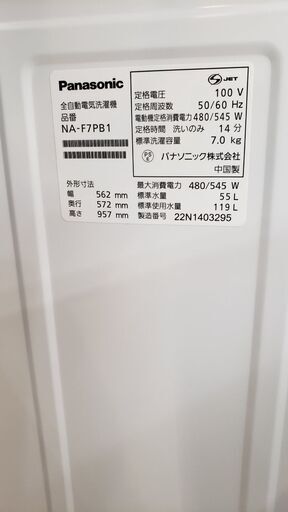 Panasonic
全自動電気洗濯機
品番
NA-F7PB1
外形寸法
幅 562 mm
奥行 572 mm
高さ 957 mm
S-JET
定格電圧 100 V
定格周波数 50/60 Hz
電動機定格消費電力 480/545 W
定格時間 洗いのみ 14 分
標準洗濯容量 7.0 kg
パナソニック株式会社
中国製
最大消費電力 480/545 W
標準水量 55 L
標準使用水量 119 L
製造番号 22N1403295